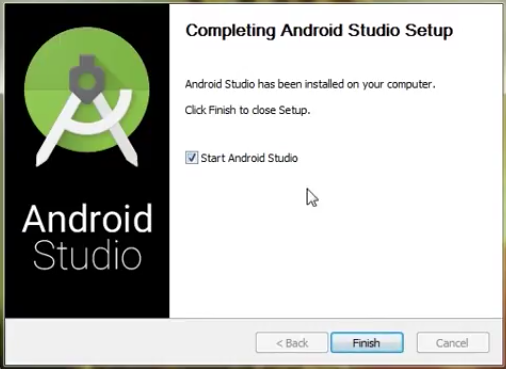 Completing Android Studio Setup
Android Studio has been installed on your computer.
Click Finish to close Setup.
Start Android Studio
Android
Studio
< Back
Finish
Cancel